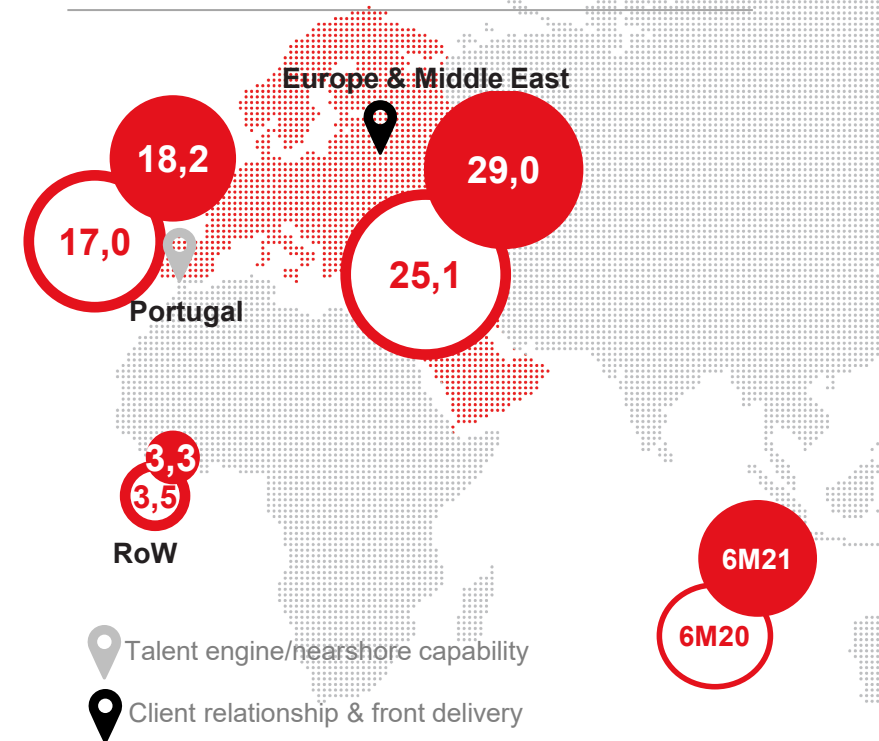 Europe & Middle East
18,2
29,0
17,0
25,1
Portugal
3,3
3,5
RoW
6M21
6M20
Talent engine/nearshore capability
Client relationship & front delivery